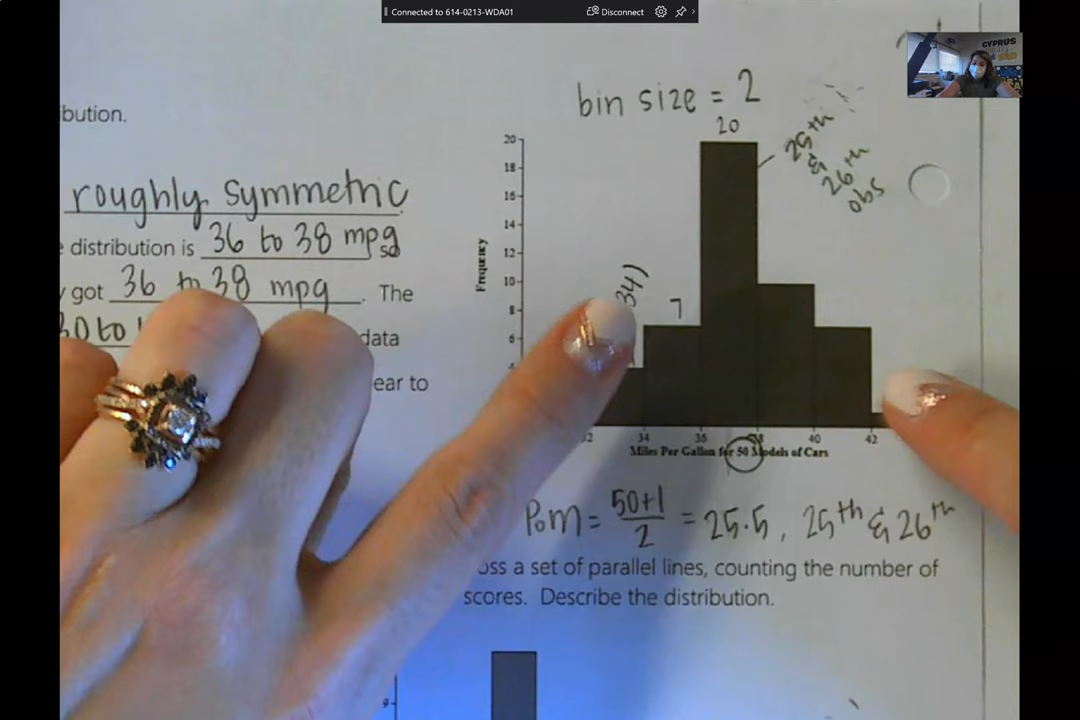 Connected to 614-0213-WDA01
Disconnect
CYPRUS
bution.
roughly symmetric
distribution is 36 to 38 mpg so
got 36 to 38 mpg. The
data
ear to
bin size = 2
20
25th
&
26th
obs
34)
7
Frequency
20
18
16
14
12
10
8
6
34
36
38
40
42
Miles Per Gallon for 50 Models of Cars
PoM = 50+1/2 = 25.5, 25th & 26th
oss a set of parallel lines, counting the number of
scores. Describe the distribution.
9